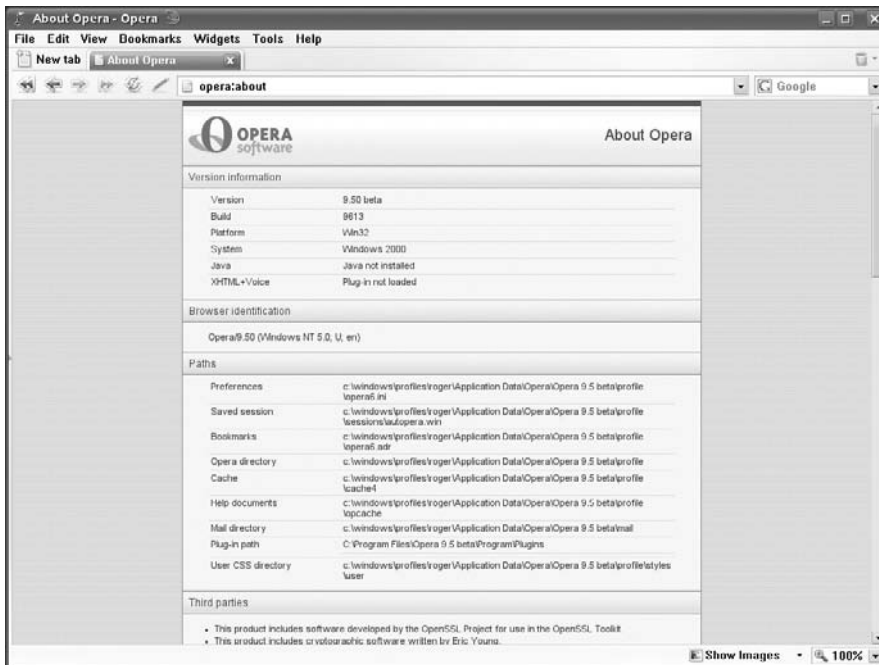 About Opera - Opera
File Edit View Bookmarks Widgets Tools Help
New tab About Opera x
opera:about Google
OPERA software About Opera
Version information
Version 9.50 beta
Build 9613
Platform Win32
System Windows 2000
Java Java not installed
XHTML+Voice Plug-in not loaded
Browser identification
Opera/9.50 (Windows NT 5.0; U; en)
Paths
Preferences c:\windows\profiles\roger\Application Data\Opera\Opera 9.5 beta\profile
\opera6.ini
Saved session c:\windows\profiles\roger\Application Data\Opera\Opera 9.5 beta\profile
\sessions\autopera.win
Bookmarks c:\windows\profiles\roger\Application Data\Opera\Opera 9.5 beta\profile
\opera6.adr
Opera directory c:\windows\profiles\roger\Application Data\Opera\Opera 9.5 beta\profile
Cache c:\windows\profiles\roger\Application Data\Opera\Opera 9.5 beta\profile
\cache4
Help documents c:\windows\profiles\roger\Application Data\Opera\Opera 9.5 beta\profile
\opcache
Mail directory c:\windows\profiles\roger\Application Data\Opera\Opera 9.5 beta\mail
Plug-in path C:\Program Files\Opera 9.5 beta\Program\Plugins
User CSS directory c:\windows\profiles\roger\Application Data\Opera\Opera 9.5 beta\profile\styles
\user
Third parties
• This product includes software developed by the OpenSSL Project for use in the OpenSSL Toolkit
• This product includes cryptographic software written by Eric Young.
Show Images 100%